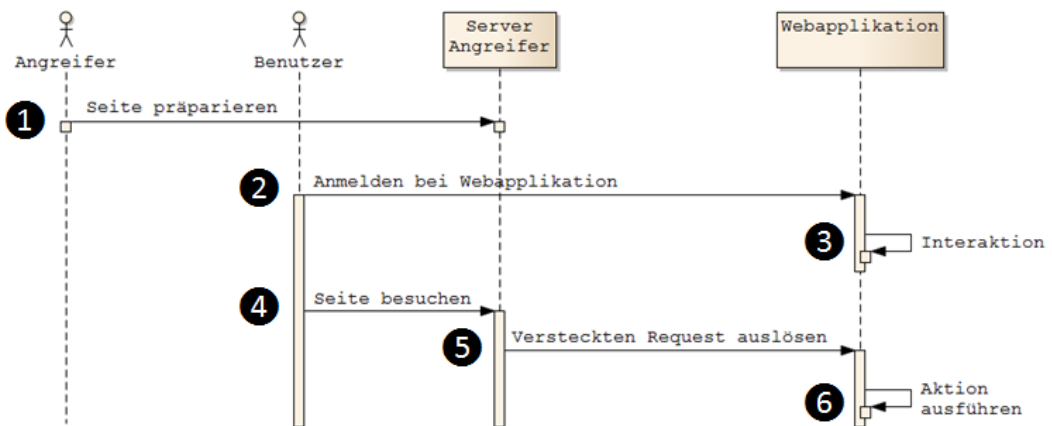 Angreifer
Benutzer
Server
Angreifer
Webapplikation
1
Seite präparieren
2
Anmelden bei Webapplikation
3
Interaktion
4
Seite besuchen
5
Versteckten Request auslösen
6
Aktion
ausführen